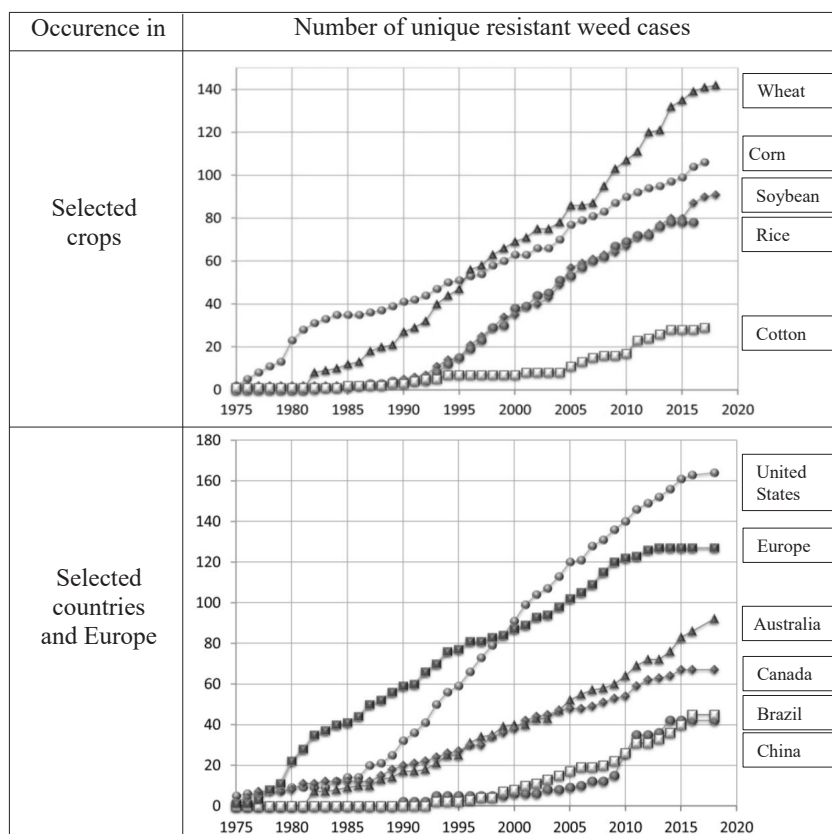 Occurence in
Number of unique resistant weed cases
Selected
crops
140
120
100
80
60
40
20
0
1975 1980 1985 1990 1995 2000 2005 2010 2015 2020
Wheat
Corn
Soybean
Rice
Cotton
Selected
countries
and Europe
180
160
140
120
100
80
60
40
20
0
1975 1980 1985 1990 1995 2000 2005 2010 2015 2020
United
States
Europe
Australia
Canada
Brazil
China